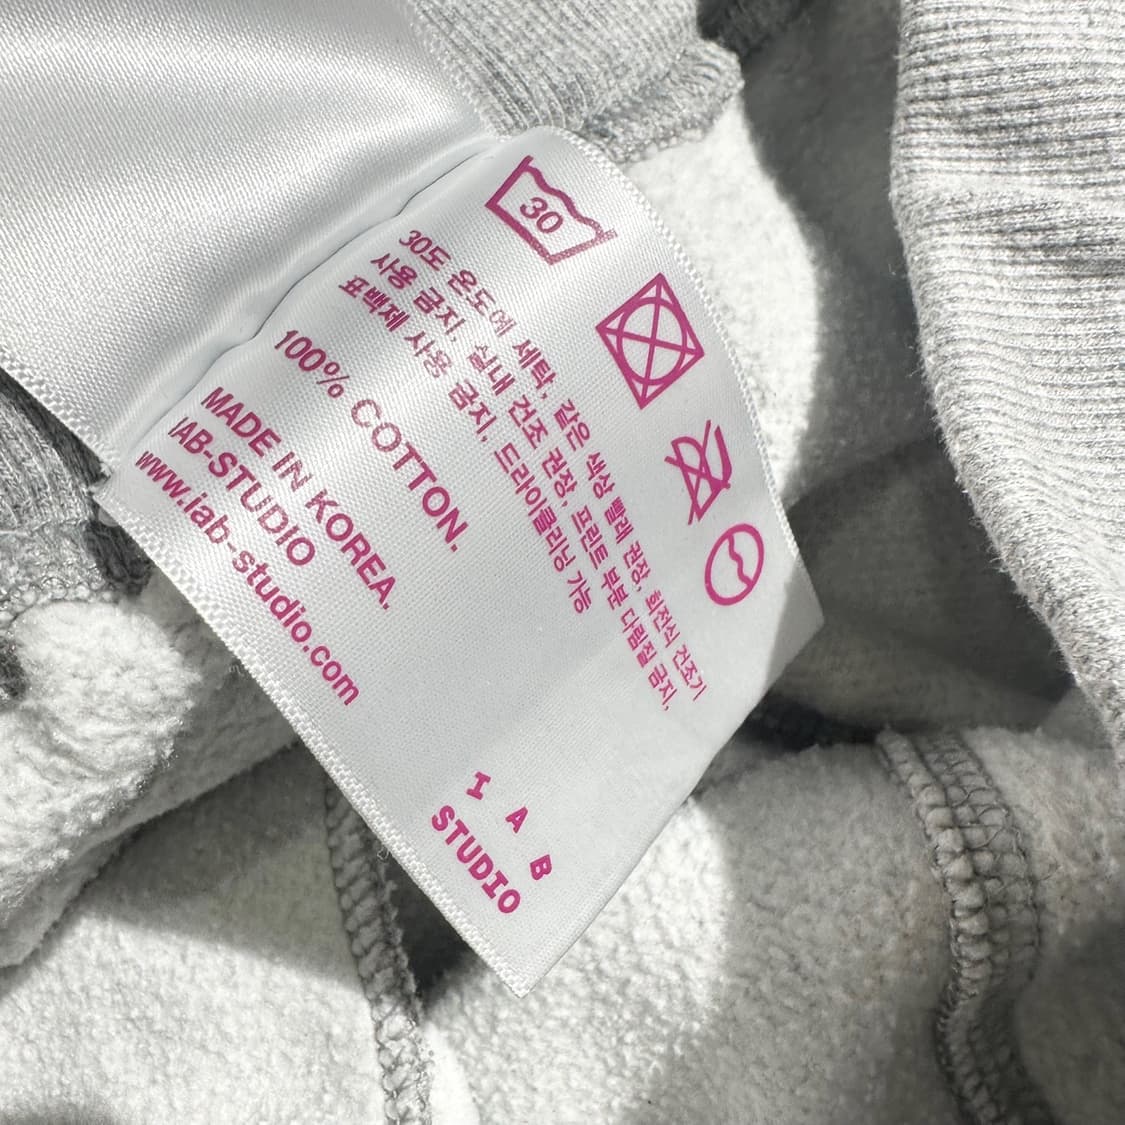 30
30도 온도에 세탁, 같은 색상 빨래 권장, 회전식 건조기
사용 금지, 실내 건조 권장, 프린트 부분 다림질 금지,
표백제 사용 금지, 드라이클리닝 가능
100% COTTON.
MADE IN KOREA.
IAB-STUDIO
www.iab-studio.com
I A B
STUDIO